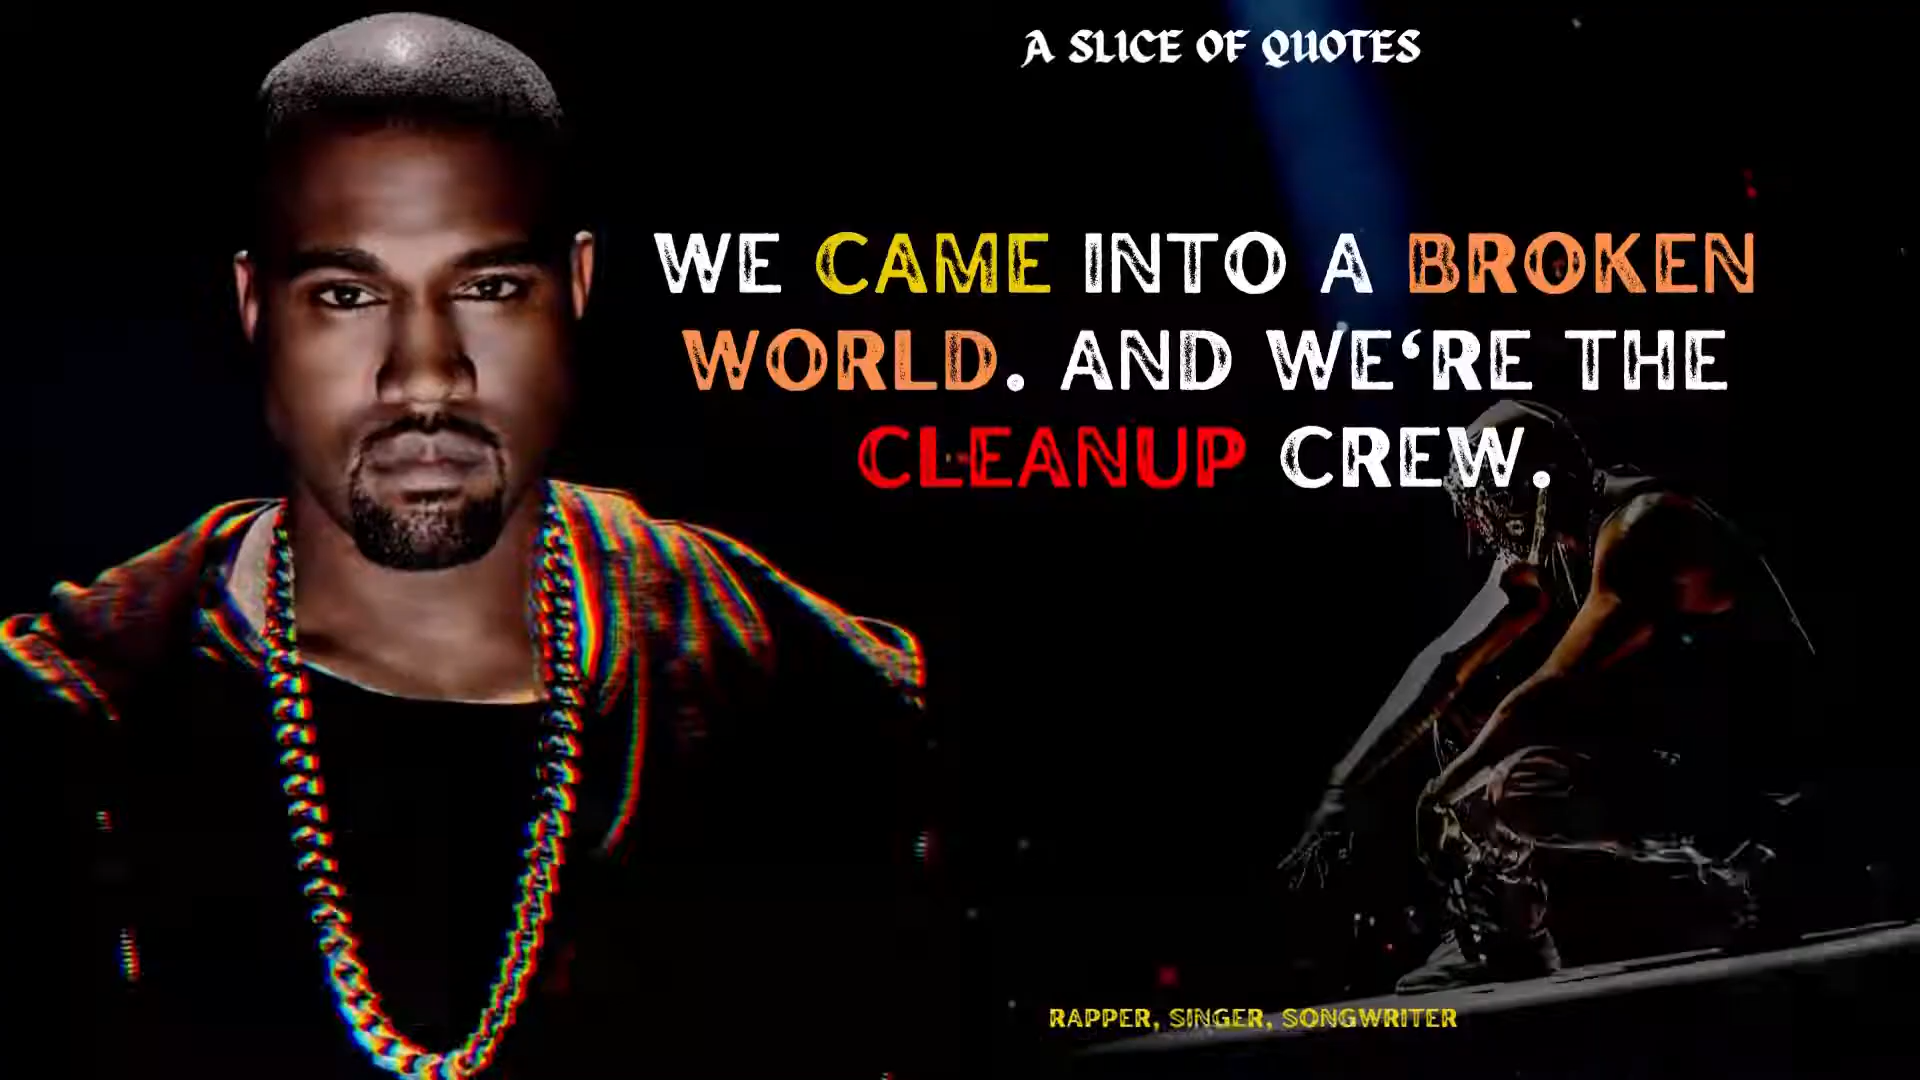 A SLICE OF QUOTES
WE CAME INTO A BROKEN
WORLD. AND WE‘RE THE
CLEANUP CREW.
RAPPER, SINGER, SONGWRITER